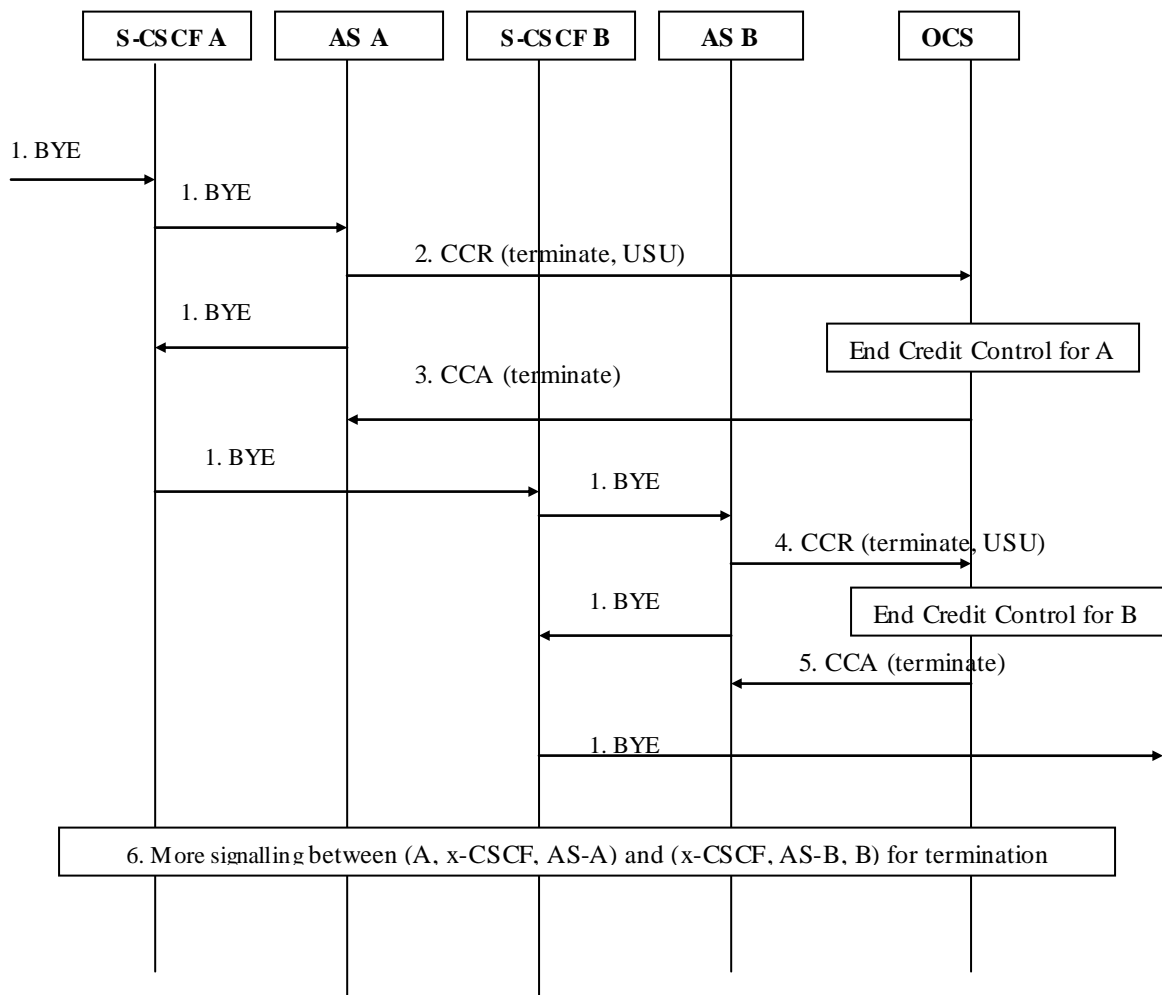 S-CSCF A
AS A
S-CSCF B
AS B
OCS
1. BYE
1. BYE
2. CCR (terminate, USU)
1. BYE
End Credit Control for A
3. CCA (terminate)
1. BYE
1. BYE
4. CCR (terminate, USU)
1. BYE
End Credit Control for B
5. CCA (terminate)
1. BYE
6. More signalling between (A, x-CSCF, AS-A) and (x-CSCF, AS-B, B) for termination